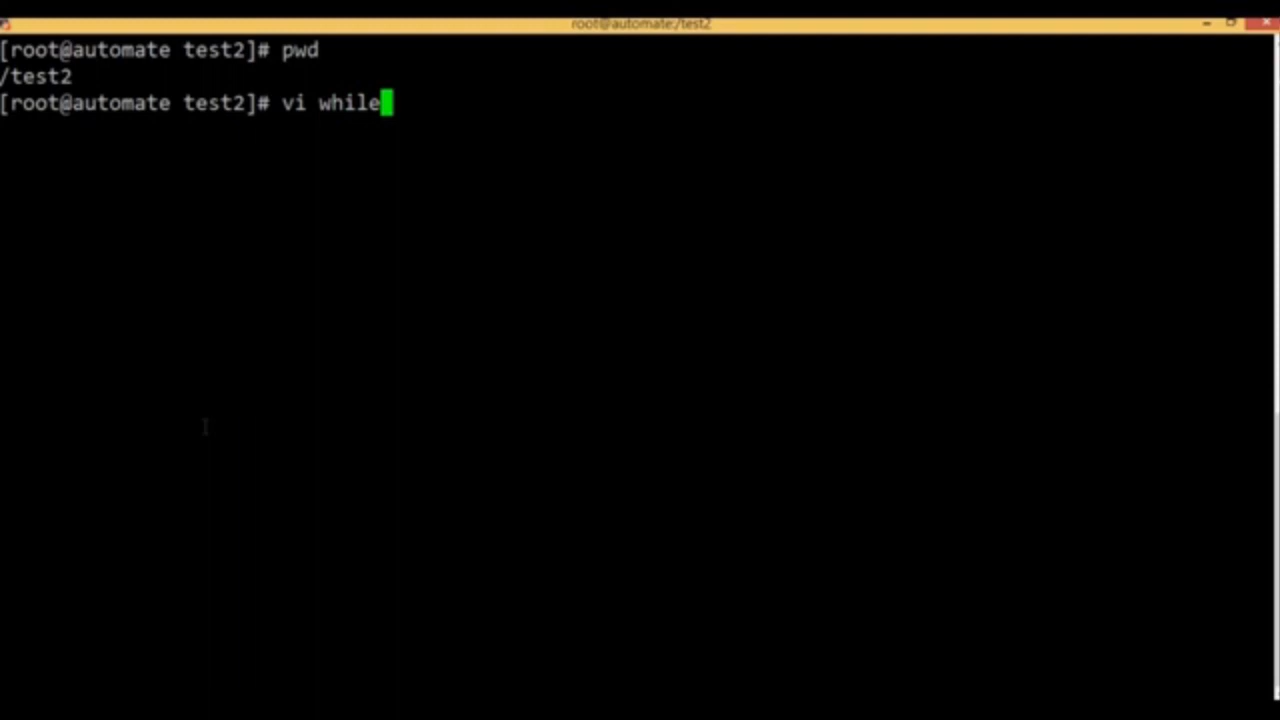 root@automate:/test2
[root@automate test2]# pwd
/test2
[root@automate test2]# vi while